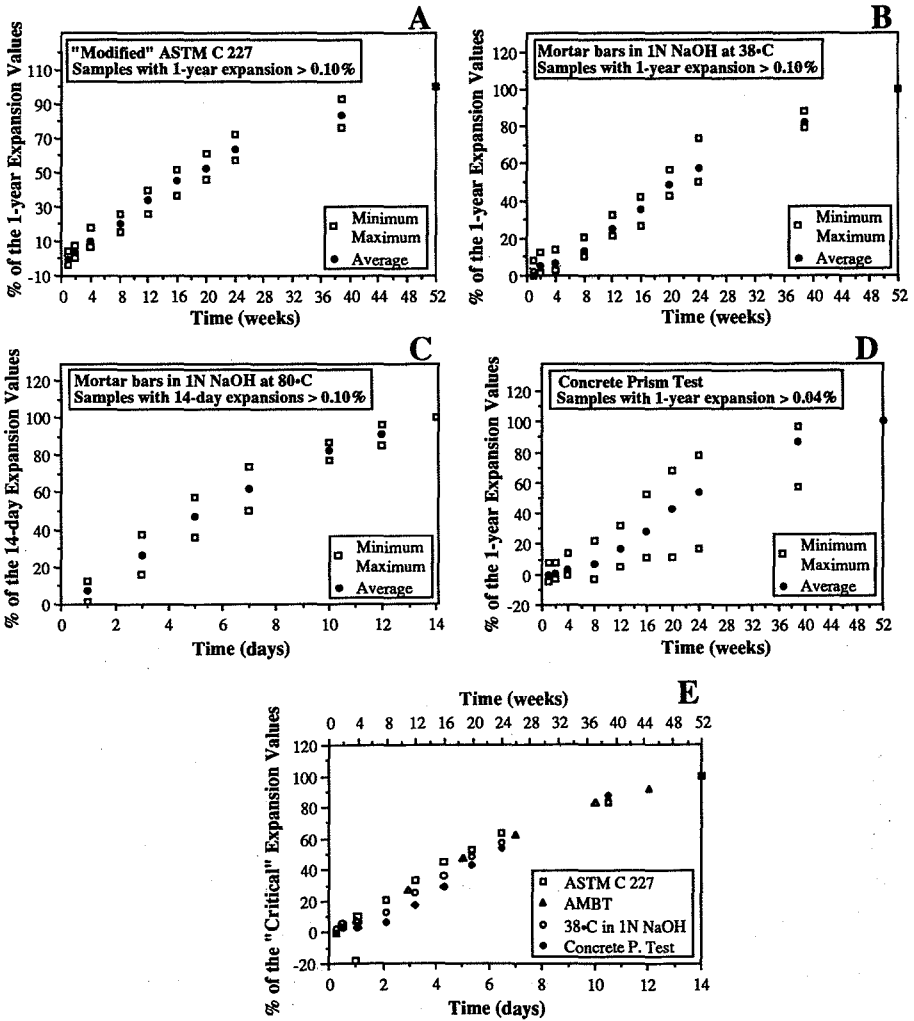 A
% of the 1-year Expansion Values
"Modified" ASTM C 227
Samples with 1-year expansion > 0.10%
110
90
70
50
30
10
-10
Minimum
Maximum
Average
0 4 8 12 16 20 24 28 32 36 40 44 48 52
Time (weeks)
B
% of the 1-year Expansion Values
Mortar bars in 1N NaOH at 38•C
Samples with 1-year expansion > 0.10%
120
100
80
60
40
20
0
Minimum
Maximum
Average
0 4 8 12 16 20 24 28 32 36 40 44 48 52
Time (weeks)
C
% of the 14-day Expansion Values
Mortar bars in 1N NaOH at 80•C
Samples with 14-day expansions > 0.10%
120
100
80
60
40
20
0
Minimum
Maximum
Average
0 2 4 6 8 10 12 14
Time (days)
D
% of the 1-year Expansion Values
Concrete Prism Test
Samples with 1-year expansion > 0.04%
120
100
80
60
40
20
0
-20
Minimum
Maximum
Average
0 4 8 12 16 20 24 28 32 36 40 44 48 52
Time (weeks)
E
Time (weeks)
0 4 8 12 16 20 24 28 32 36 40 44 48 52
% of the "Critical" Expansion Values
120
100
80
60
40
20
0
-20
ASTM C 227
AMBT
38•C in 1N NaOH
Concrete P. Test
0 2 4 6 8 10 12 14
Time (days)